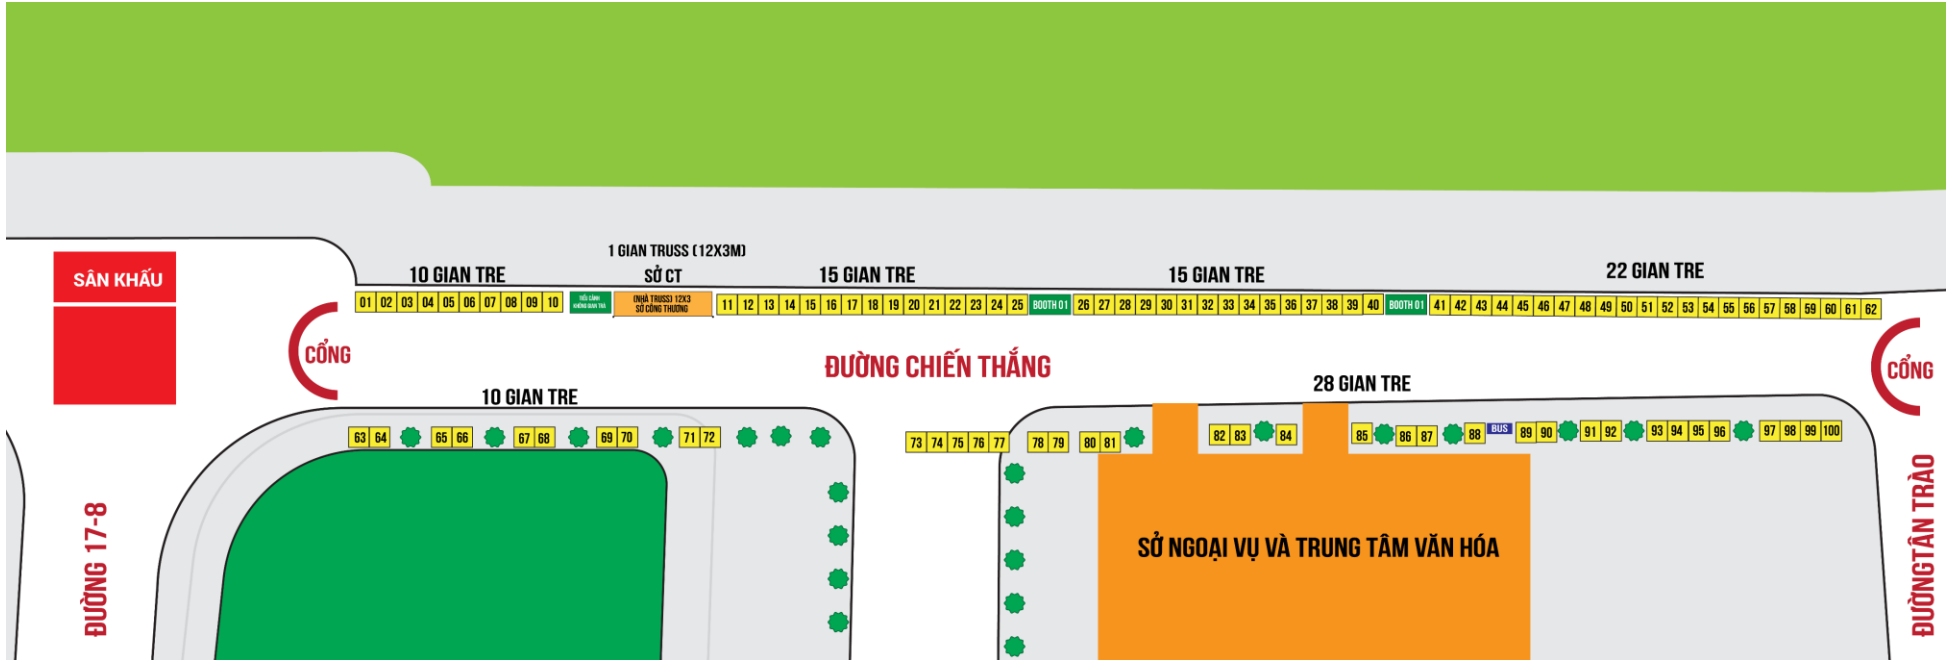 1 GIAN TRUSS (12X3M)
10 GIAN TRE
SỞ CT
15 GIAN TRE
15 GIAN TRE
22 GIAN TRE
SÂN KHẤU
01 02 03 04 05 06 07 08 09 10
TIỂU CẢNH
KHÔNG GIAN TRÀ
(NHÀ TRUSS) 12X3
SỞ CÔNG THƯƠNG
11 12 13 14 15 16 17 18 19 20 21 22 23 24 25
BOOTH 01
26 27 28 29 30 31 32 33 34 35 36 37 38 39 40
BOOTH 01
41 42 43 44 45 46 47 48 49 50 51 52 53 54 55 56 57 58 59 60 61 62
CỔNG
ĐƯỜNG CHIẾN THẮNG
CỔNG
10 GIAN TRE
28 GIAN TRE
63 64 65 66 67 68 69 70 71 72
73 74 75 76 77 78 79 80 81 82 83 84 85 86 87 88 BUS 89 90 91 92 93 94 95 96 97 98 99 100
ĐƯỜNG 17-8
SỞ NGOẠI VỤ VÀ TRUNG TÂM VĂN HÓA
ĐƯỜNGTÂN TRÀO